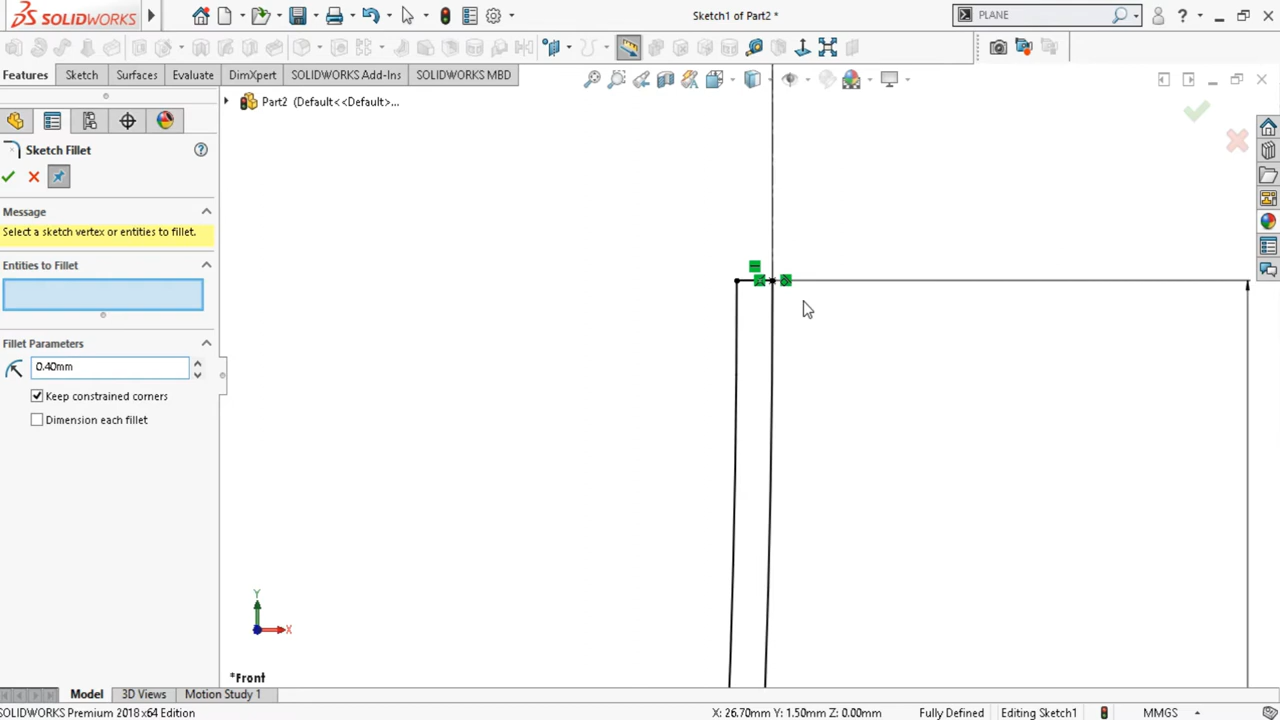 SOLIDWORKS
Sketch1 of Part2 *
PLANE
Features
Sketch
Surfaces
Evaluate
DimXpert
SOLIDWORKS Add-Ins
SOLIDWORKS MBD
Part2 (Default<<Default>...
Sketch Fillet
Message
Select a sketch vertex or entities to fillet.
Entities to Fillet
Fillet Parameters
0.40mm
Keep constrained corners
Dimension each fillet
Y
X
*Front
Model
3D Views
Motion Study 1
SOLIDWORKS Premium 2018 x64 Edition
X: 26.70mm Y: 1.50mm Z: 0.00mm
Fully Defined
Editing Sketch1
MMGS